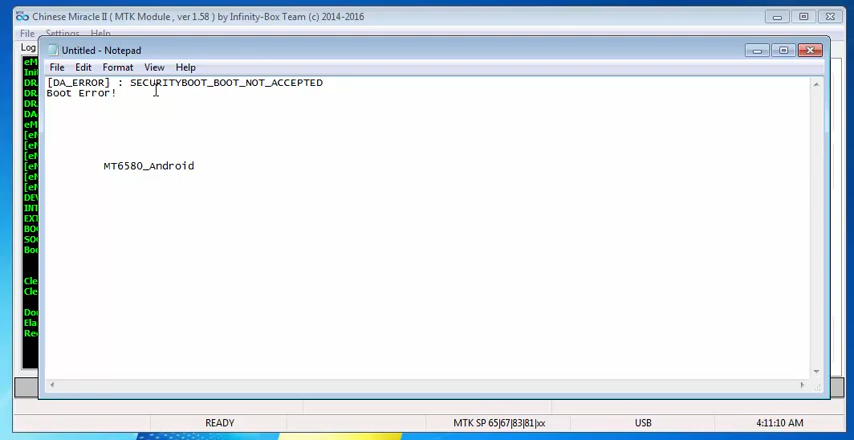 Chinese Miracle II ( MTK Module , ver 1.58 ) by Infinity-Box Team (c) 2014-2016
File Settings Help
Log
Untitled - Notepad
File Edit Format View Help
[DA_ERROR] : SECURITYBOOT_BOOT_NOT_ACCEPTED
Boot Error!
MT6580_Android
READY MTK SP 65|67|83|81|xx USB 4:11:10 AM